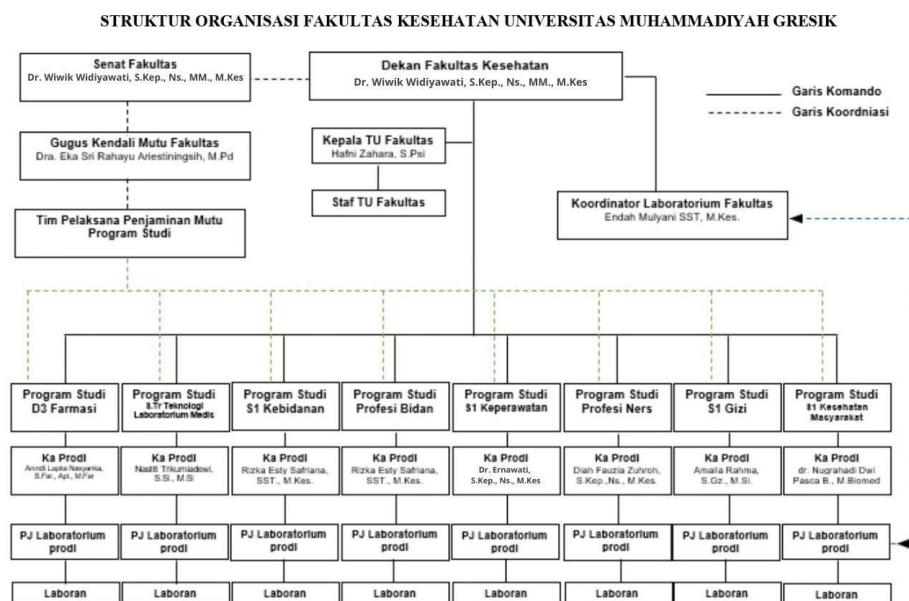 STRUKTUR ORGANISASI FAKULTAS KESEHATAN UNIVERSITAS MUHAMMADIYAH GRESIK
Senat Fakultas
Dr. Wiwik Widiyawati, S.Kep., Ns., MM., M.Kes
Dekan Fakultas Kesehatan
Dr. Wiwik Widiyawati, S.Kep., Ns., MM., M.Kes
Garis Komando
Garis Koordniasi
Gugus Kendali Mutu Fakultas
Dra. Eka Sri Rahayu Ariestiningsih, M.Pd
Kepala TU Fakultas
Hafni Zahara, S.Psi
Staf TU Fakultas
Koordinator Laboratorium Fakultas
Endah Mulyani SST, M.Kes.
Tim Pelaksana Penjaminan Mutu
Program Studi
Program Studi
D3 Farmasi
Program Studi
S.Tr Teknologi
Laboratorium Medis
Program Studi
S1 Kebidanan
Program Studi
Profesi Bidan
Program Studi
S1 Keperawatan
Program Studi
Profesi Ners
Program Studi
S1 Gizi
Program Studi
S1 Kesehatan
Masyarakat
Ka Prodi
Anindi Lupita Nasyanka,
S.Far., Apt., M.Far
Ka Prodi
Nastiti Trikurniadewi,
S.Si., M.Si
Ka Prodi
Rizka Esty Safriana,
SST., M.Kes.
Ka Prodi
Rizka Esty Safriana,
SST., M.Kes.
Ka Prodi
Dr. Ernawati,
S.Kep., Ns., M.Kes
Ka Prodi
Diah Fauzia Zuhroh,
S.Kep.,Ns., M.Kes.
Ka Prodi
Amalia Rahma,
S.Gz., M.Si.
Ka Prodi
dr. Nugrahadi Dwi
Pasca B., M.Biomed
PJ Laboratorium
prodi
PJ Laboratorium
prodi
PJ Laboratorium
prodi
PJ Laboratorium
prodi
PJ Laboratorium
prodi
PJ Laboratorium
prodi
PJ Laboratorium
prodi
PJ Laboratorium
prodi
Laboran
Laboran
Laboran
Laboran
Laboran
Laboran
Laboran
Laboran